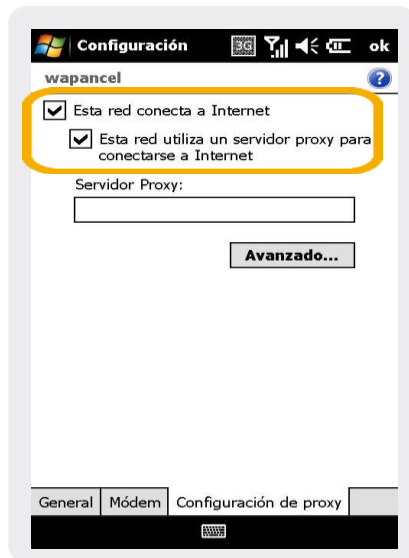 Configuración 3G ok
wapancel
Esta red conecta a Internet
Esta red utiliza un servidor proxy para
conectarse a Internet
Servidor Proxy:
Avanzado...
General Módem Configuración de proxy